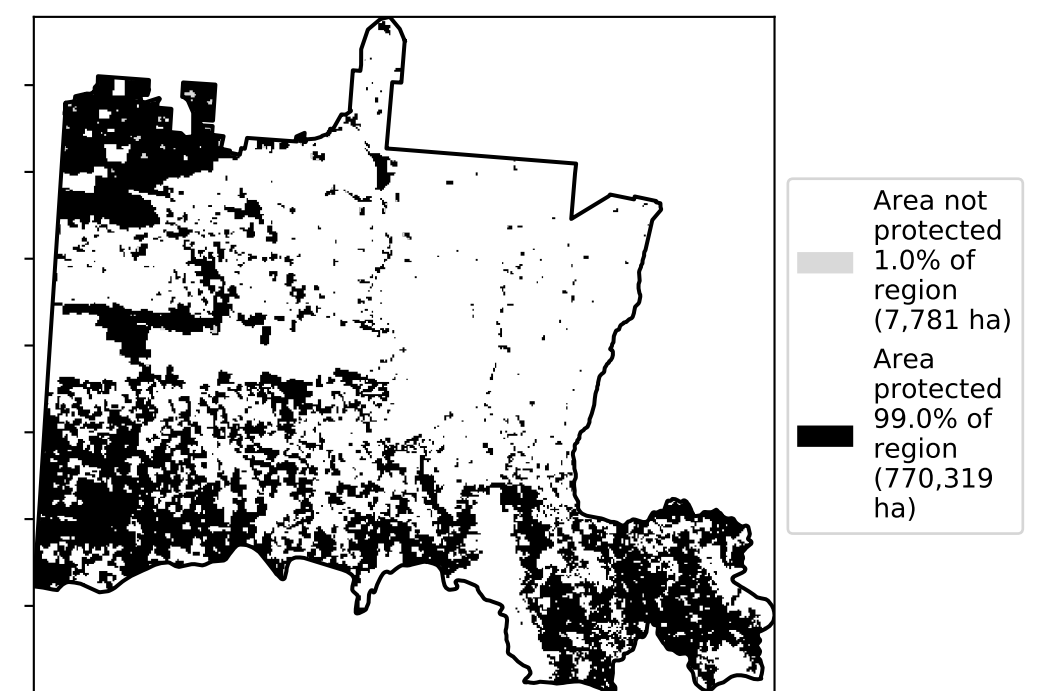 Area not
protected
1.0% of
region
(7,781 ha)
Area
protected
99.0% of
region
(770,319
ha)